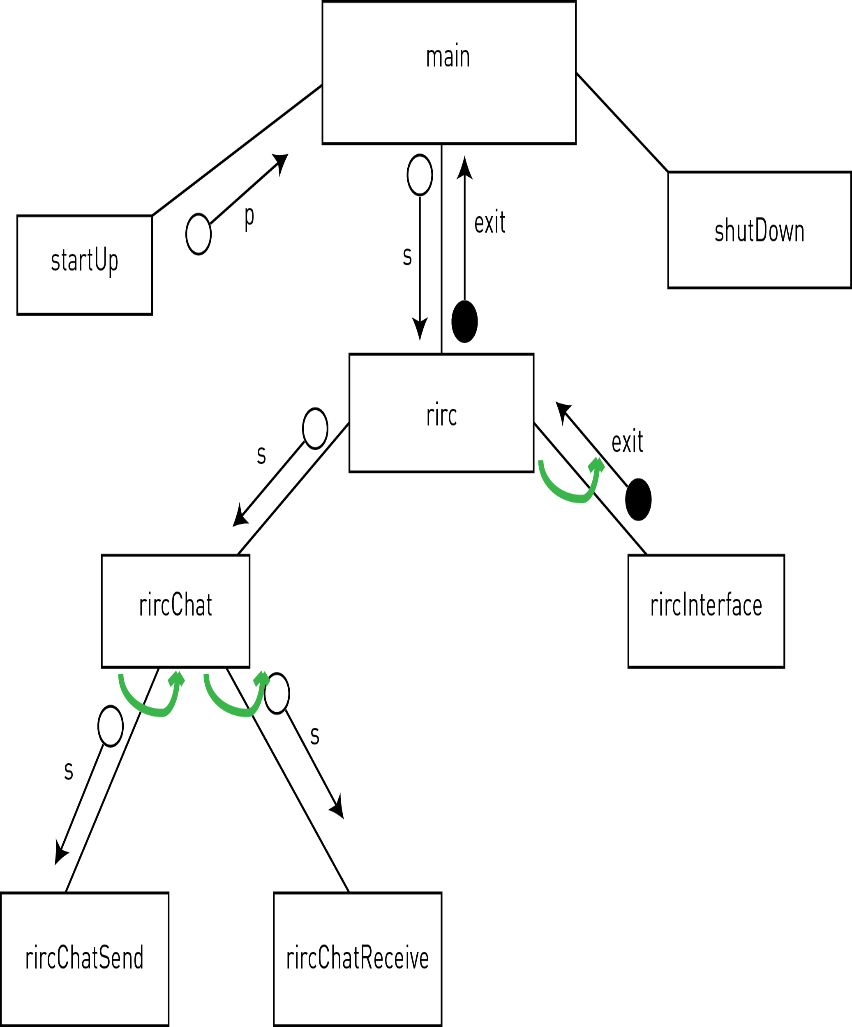 main
p
exit
startUp
shutDown
s
rirc
exit
s
rircChat
rircInterface
s
s
rircChatSend
rircChatReceive